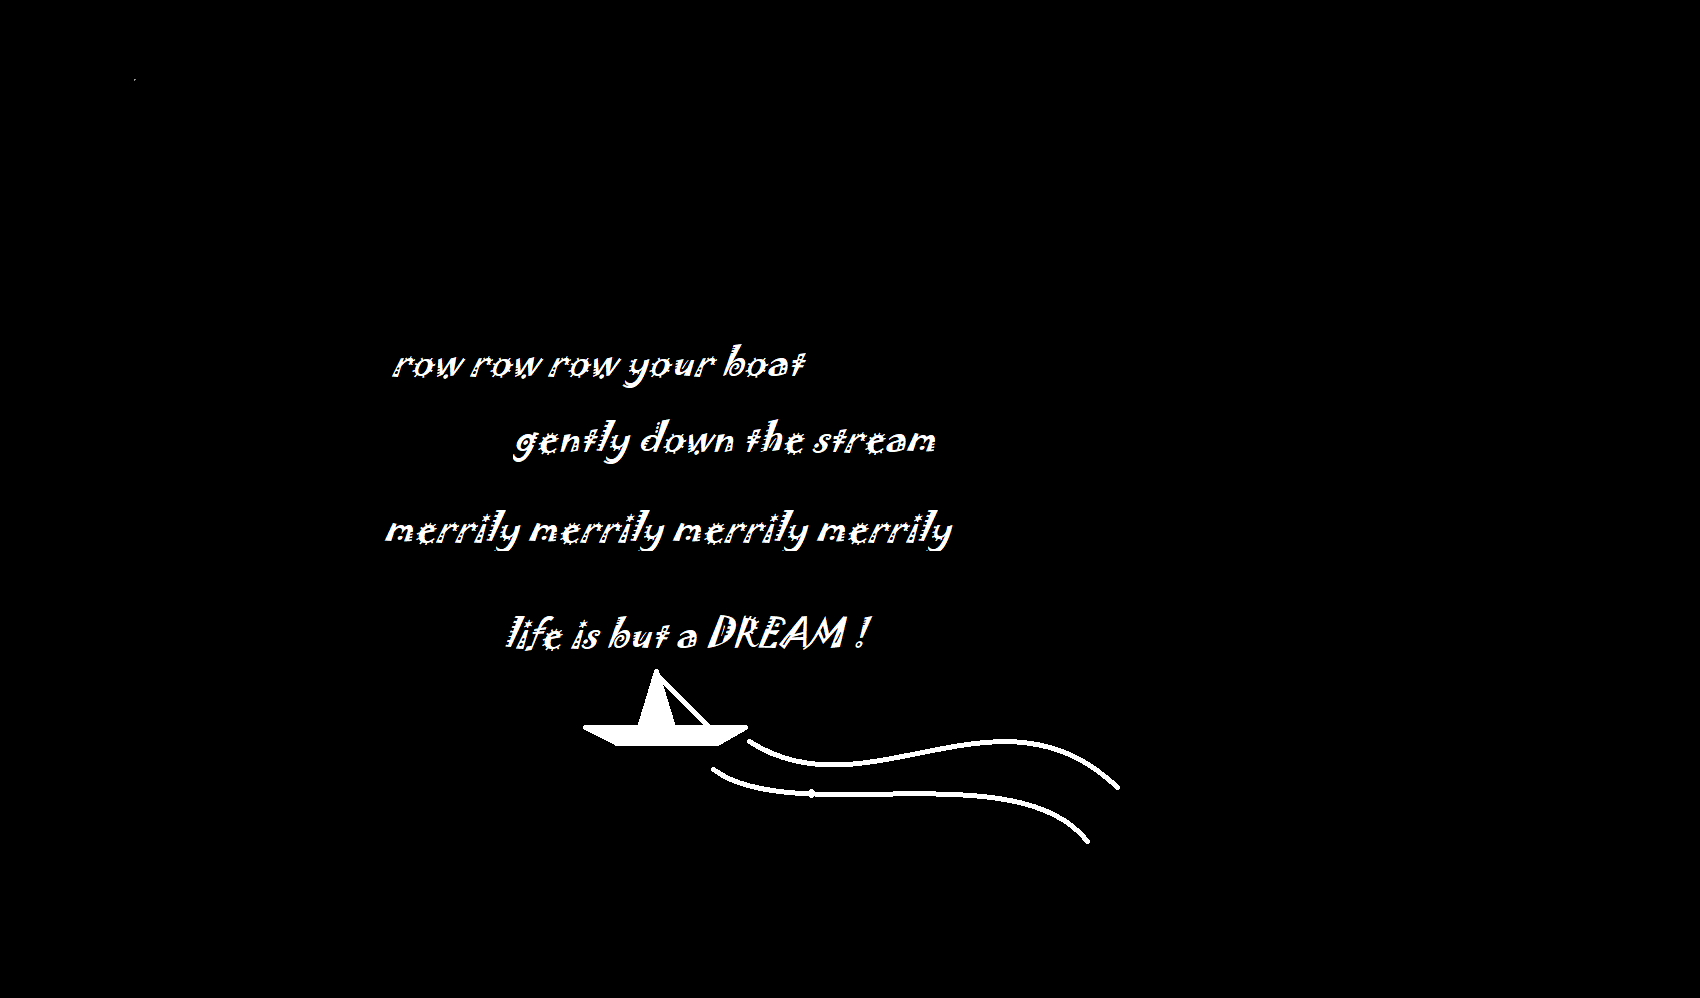 row row row your boat
gently down the stream
merrily merrily merrily merrily
life is but a DREAM !